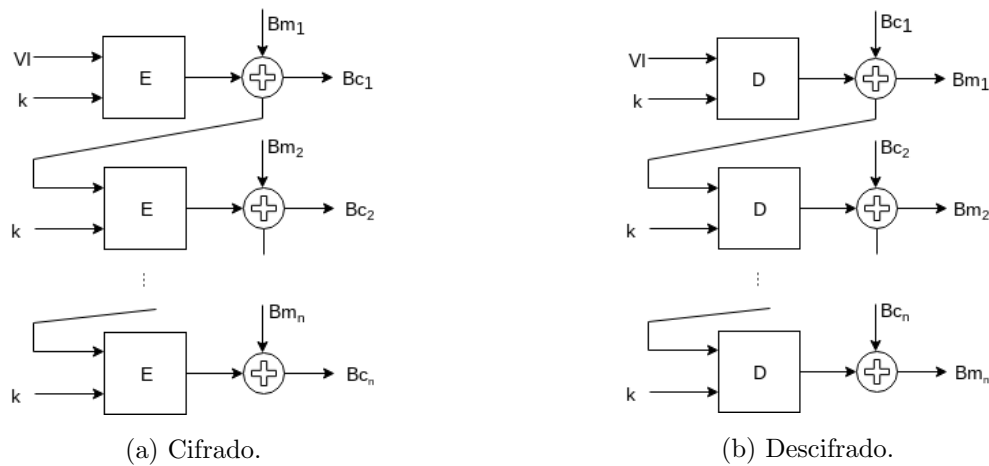 Bm1
VI
E
Bc1
k
Bm2
E
Bc2
k
Bmn
E
Bcn
k
(a) Cifrado.
Bc1
VI
D
Bm1
k
Bc2
D
Bm2
k
Bcn
D
Bmn
k
(b) Descifrado.